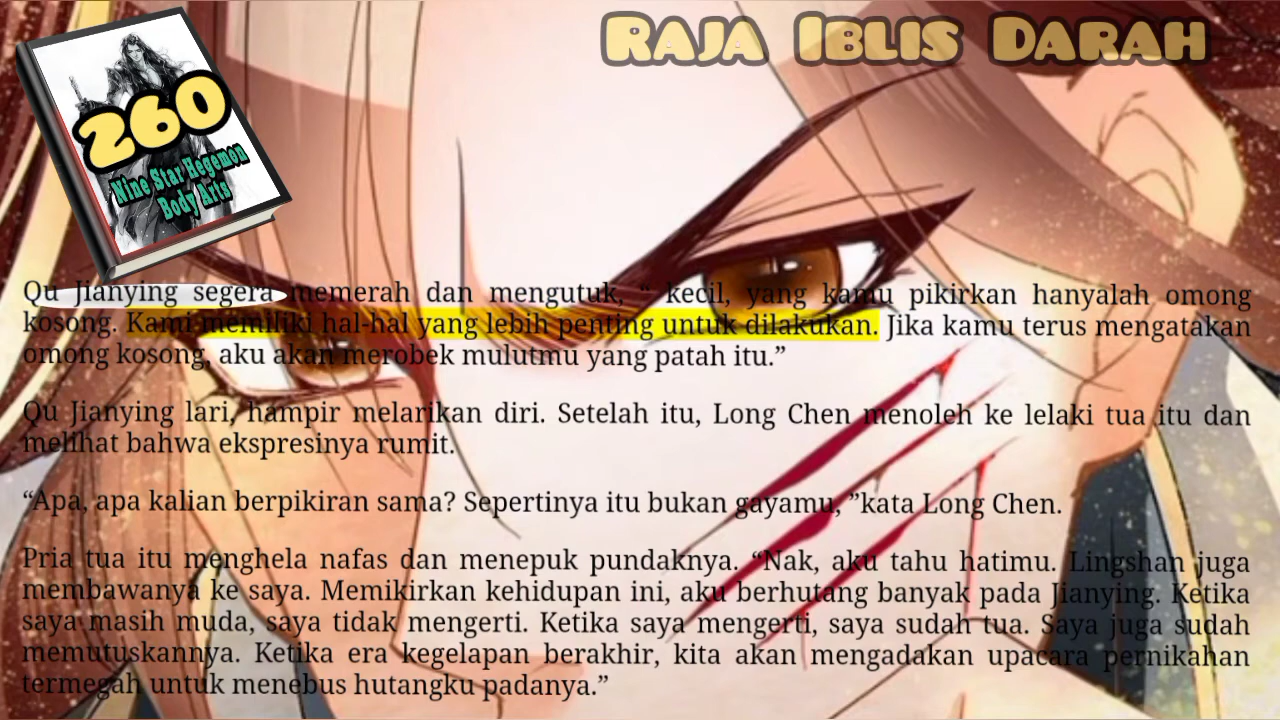 RAJA IBLIS DARAH
260
Nine Star Hegemon
Body Arts
Qu Jianying segera memerah dan mengutuk, “ kecil, yang kamu pikirkan hanyalah omong
kosong. Kami memiliki hal-hal yang lebih penting untuk dilakukan. Jika kamu terus mengatakan
omong kosong, aku akan merobek mulutmu yang patah itu.”
Qu Jianying lari, hampir melarikan diri. Setelah itu, Long Chen menoleh ke lelaki tua itu dan
melihat bahwa ekspresinya rumit.
“Apa, apa kalian berpikiran sama? Sepertinya itu bukan gayamu, ”kata Long Chen.
Pria tua itu menghela nafas dan menepuk pundaknya. “Nak, aku tahu hatimu. Lingshan juga
membawanya ke saya. Memikirkan kehidupan ini, aku berhutang banyak pada Jianying. Ketika
saya masih muda, saya tidak mengerti. Ketika saya mengerti, saya sudah tua. Saya juga sudah
memutuskannya. Ketika era kegelapan berakhir, kita akan mengadakan upacara pernikahan
termegah untuk menebus hutangku padanya.”